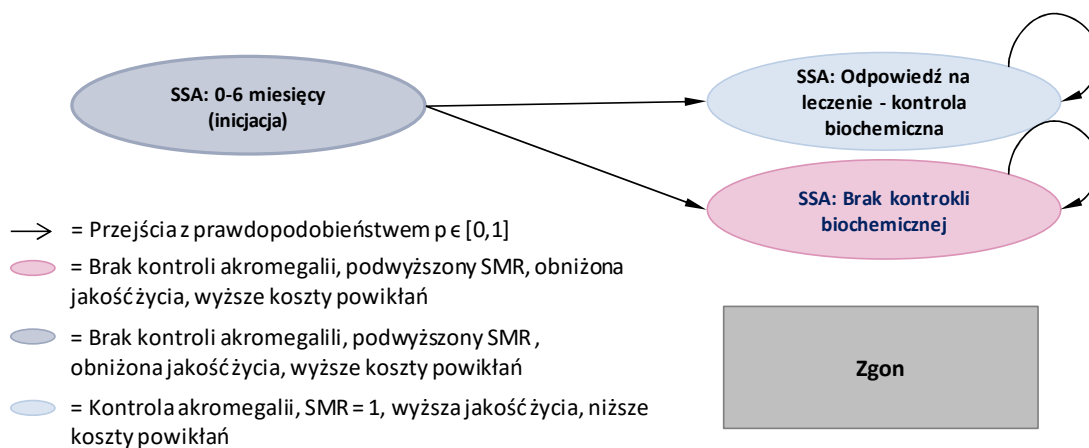 SSA: 0-6 miesięcy
(inicjacja)
SSA: Odpowiedź na
leczenie - kontrola
biochemiczna
SSA: Brak kontrokli
biochemicznej
= Przejścia z prawdopodobieństwem p ϵ [0,1]
= Brak kontroli akromegalii, podwyższony SMR, obniżona
jakość życia, wyższe koszty powikłań
= Brak kontroli akromegalili, podwyższony SMR ,
obniżona jakość życia, wyższe koszty powikłań
= Kontrola akromegalii, SMR = 1, wyższa jakość życia, niższe
koszty powikłań
Zgon